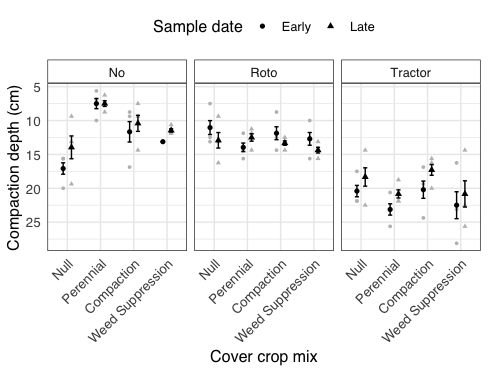 Sample date Early Late
No Roto Tractor
Compaction depth (cm)
5
10
15
20
25
Null Perennial Compaction Weed Suppression Null Perennial Compaction Weed Suppression Null Perennial Compaction Weed Suppression
Cover crop mix